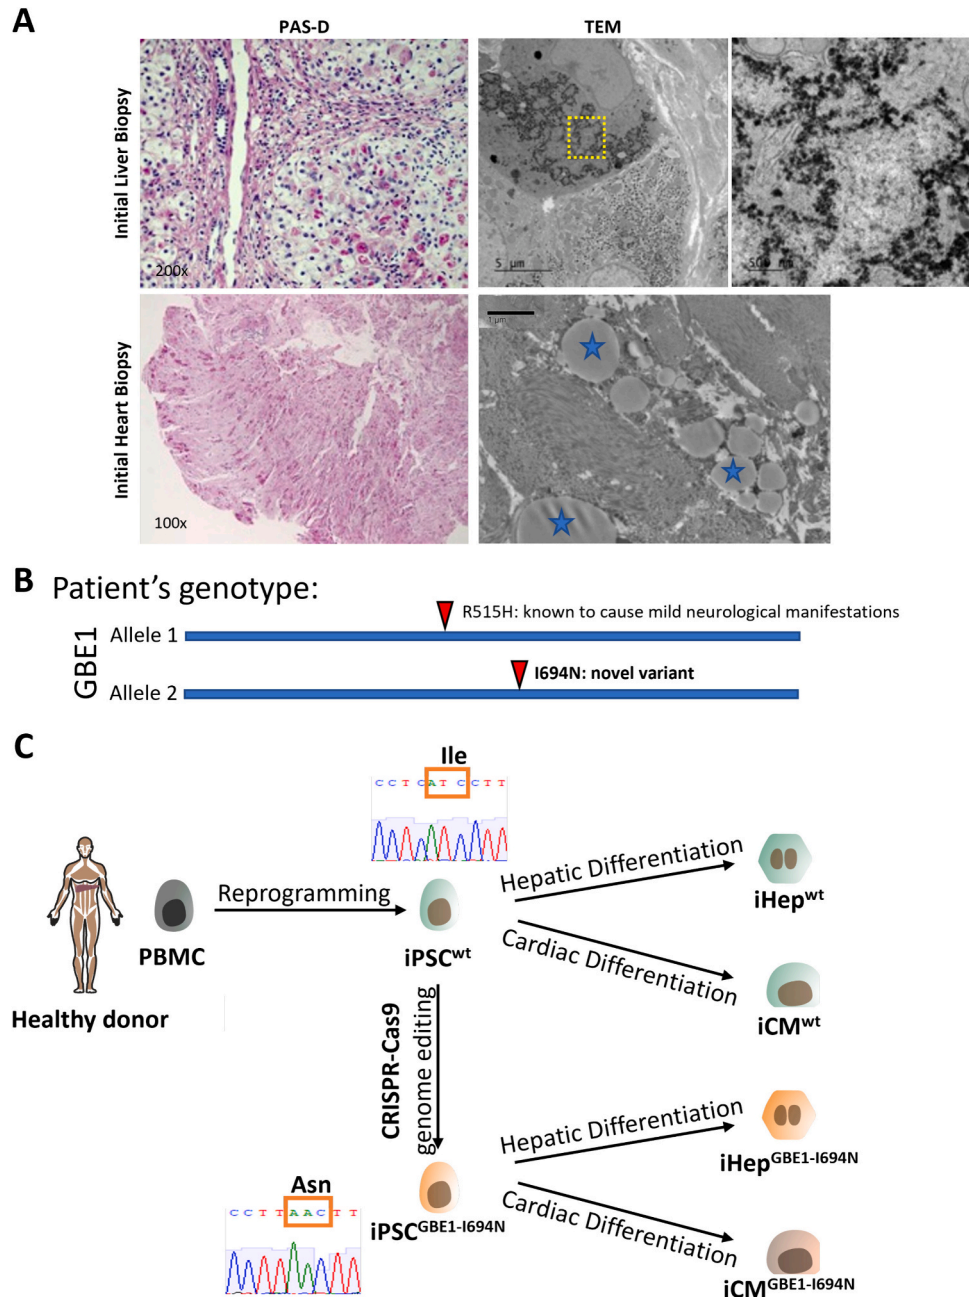 A
PAS-D
TEM
Initial Liver Biopsy
200x
5 µm
Initial Heart Biopsy
100x
1 µm
B
Patient's genotype:
GBE1
Allele 1
R515H: known to cause mild neurological manifestations
Allele 2
I694N: novel variant
C
Ile
C C T C A T C C T T
Healthy donor
PBMC
Reprogramming
iPSCwt
Hepatic Differentiation
iHepwt
Cardiac Differentiation
iCMwt
CRISPR-Cas9
genome editing
Asn
C C T T A A C T T
iPSCGBE1-I694N
Hepatic Differentiation
iHepGBE1-I694N
Cardiac Differentiation
iCMGBE1-I694N